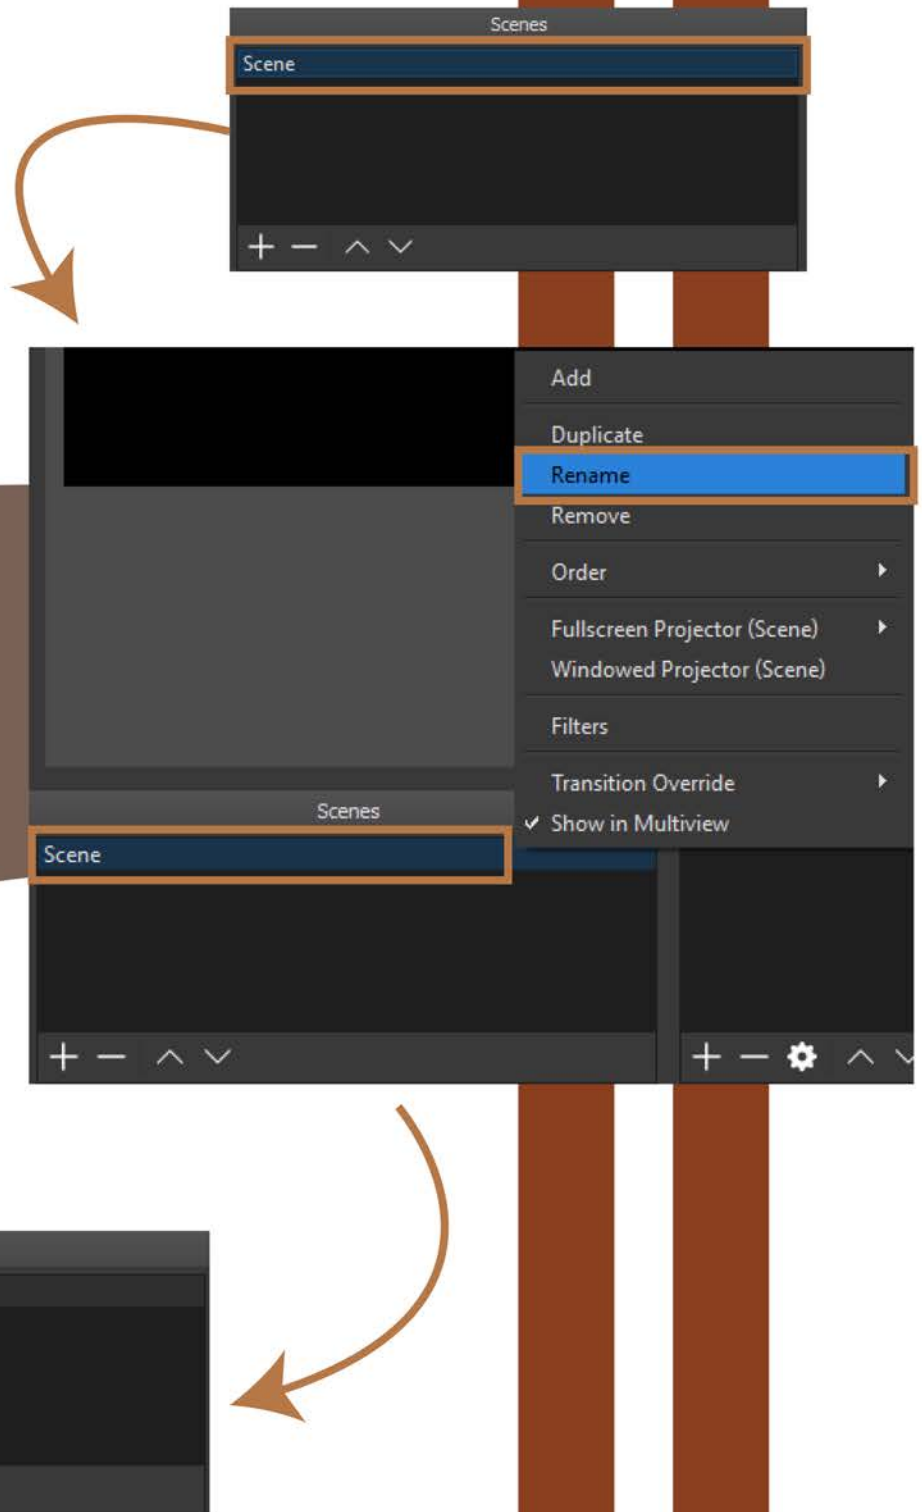 Scenes
Scene
Add
Duplicate
Rename
Remove
Order
Fullscreen Projector (Scene)
Windowed Projector (Scene)
Filters
Transition Override
Show in Multiview
Scenes
Scene